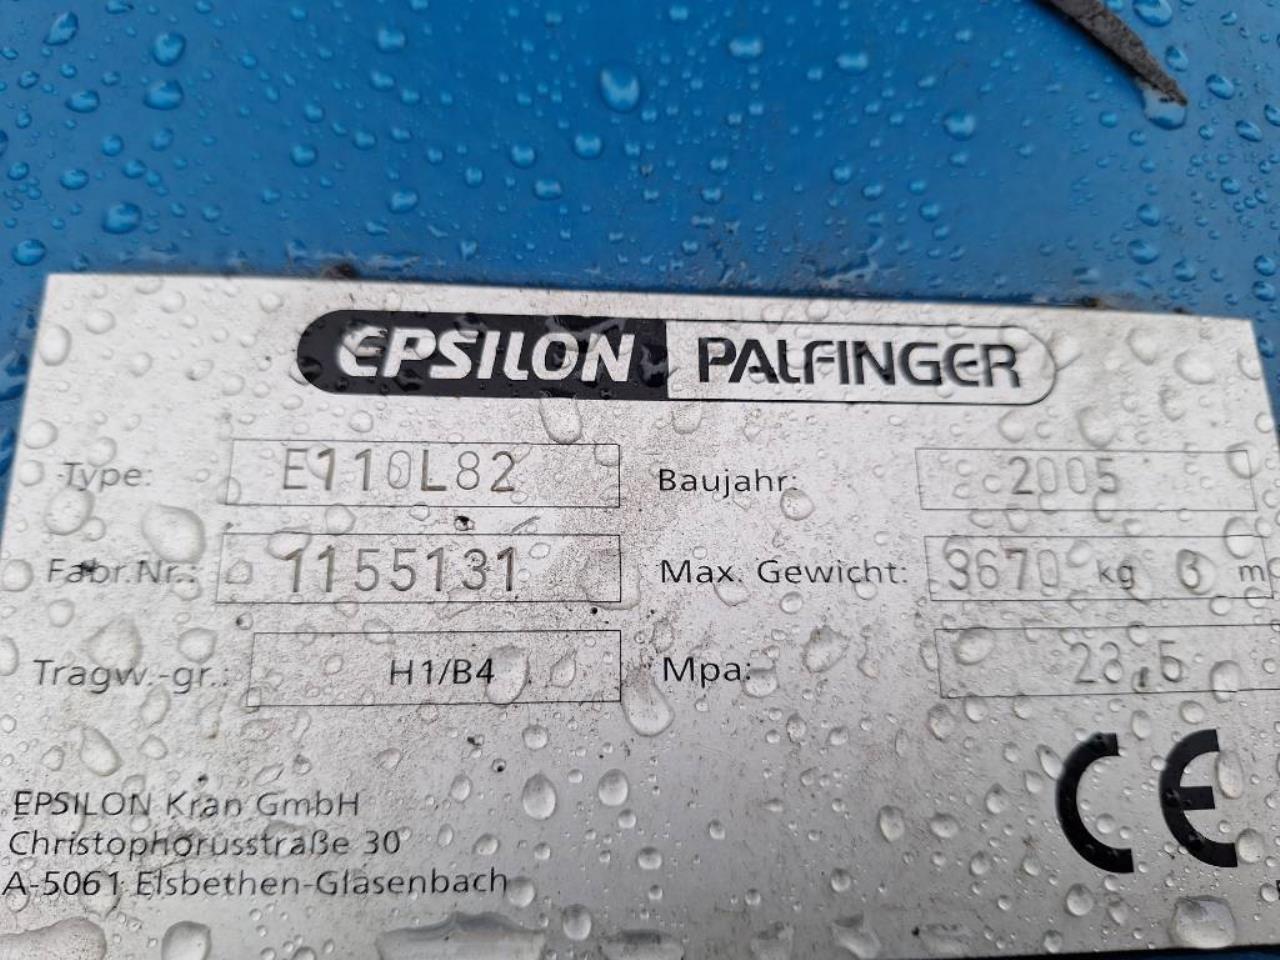 EPSILON PALFINGER
Type: E110L82 Baujahr: 2005
Fabr.Nr.: 1155131 Max. Gewicht: 3670 kg m
Tragw.-gr.: H1/B4 Mpa: 23,5
EPSILON Kran GmbH
Christophorusstraße 30
A-5061 Elsbethen-Glasenbach
CE